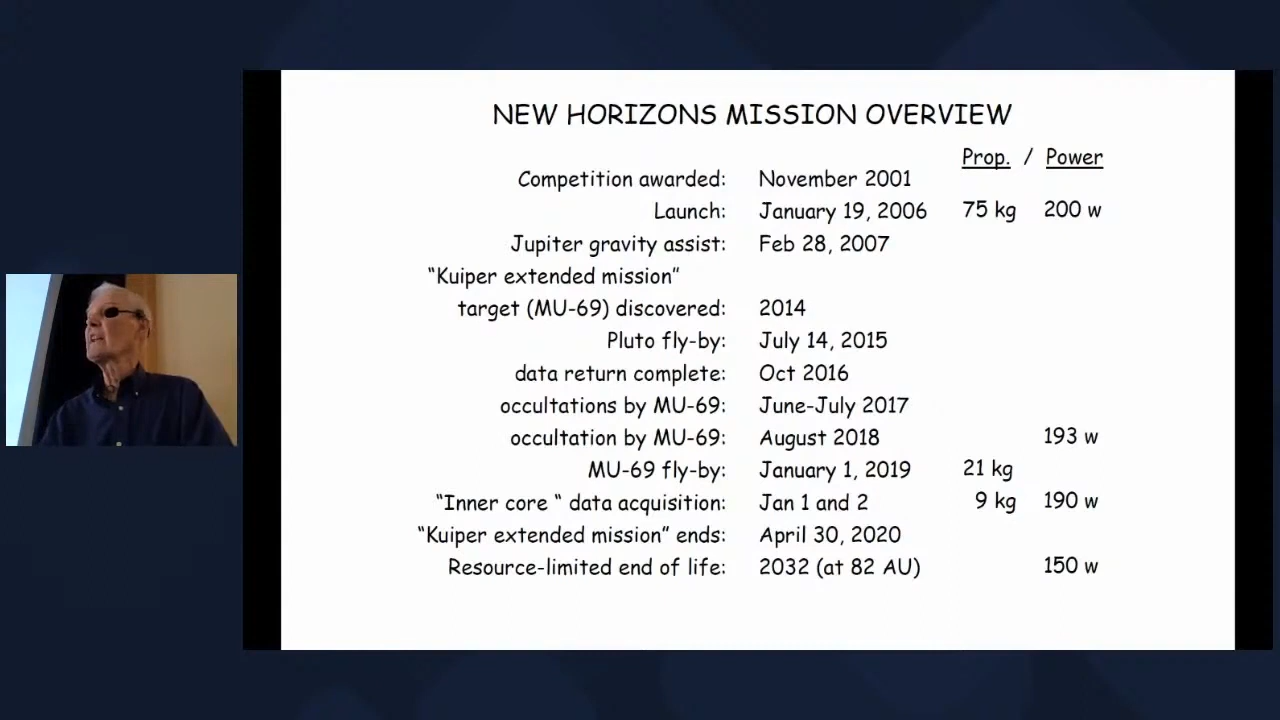 NEW HORIZONS MISSION OVERVIEW
Prop. / Power
Competition awarded: November 2001
Launch: January 19, 2006 75 kg 200 w
Jupiter gravity assist: Feb 28, 2007
“Kuiper extended mission”
target (MU-69) discovered: 2014
Pluto fly-by: July 14, 2015
data return complete: Oct 2016
occultations by MU-69: June-July 2017
occultation by MU-69: August 2018 193 w
MU-69 fly-by: January 1, 2019 21 kg
“Inner core “ data acquisition: Jan 1 and 2 9 kg 190 w
“Kuiper extended mission” ends: April 30, 2020
Resource-limited end of life: 2032 (at 82 AU) 150 w